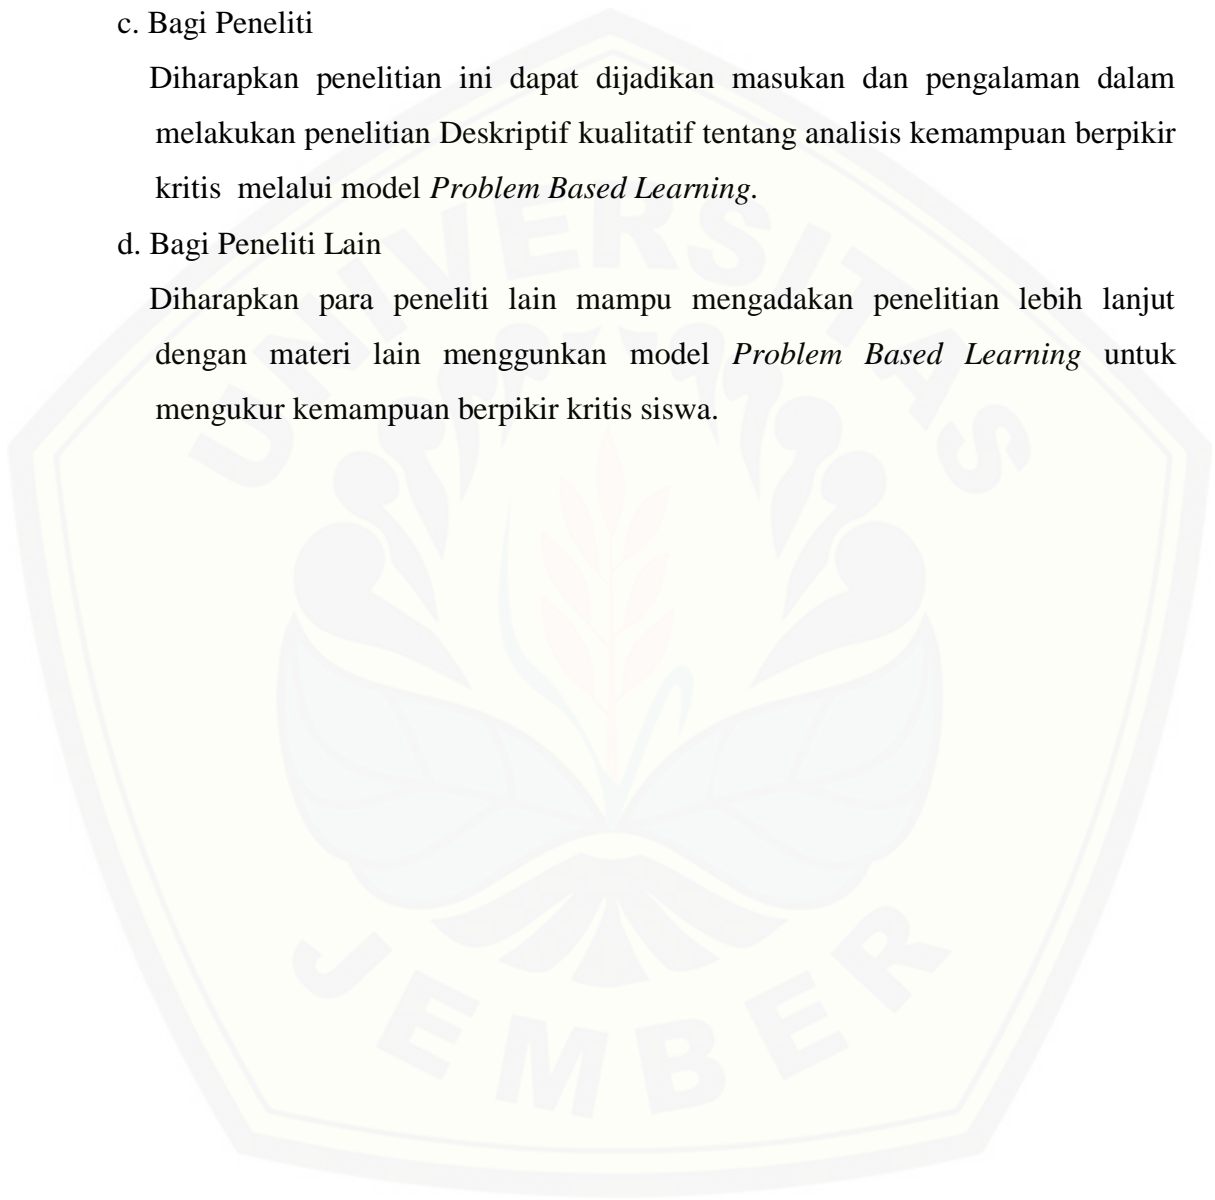 c. Bagi Peneliti
Diharapkan penelitian ini dapat dijadikan masukan dan pengalaman dalam
melakukan penelitian Deskriptif kualitatif tentang analisis kemampuan berpikir
kritis melalui model Problem Based Learning.
d. Bagi Peneliti Lain
Diharapkan para peneliti lain mampu mengadakan penelitian lebih lanjut
dengan materi lain menggunkan model Problem Based Learning untuk
mengukur kemampuan berpikir kritis siswa.
UNIVERSITAS
JEMBER